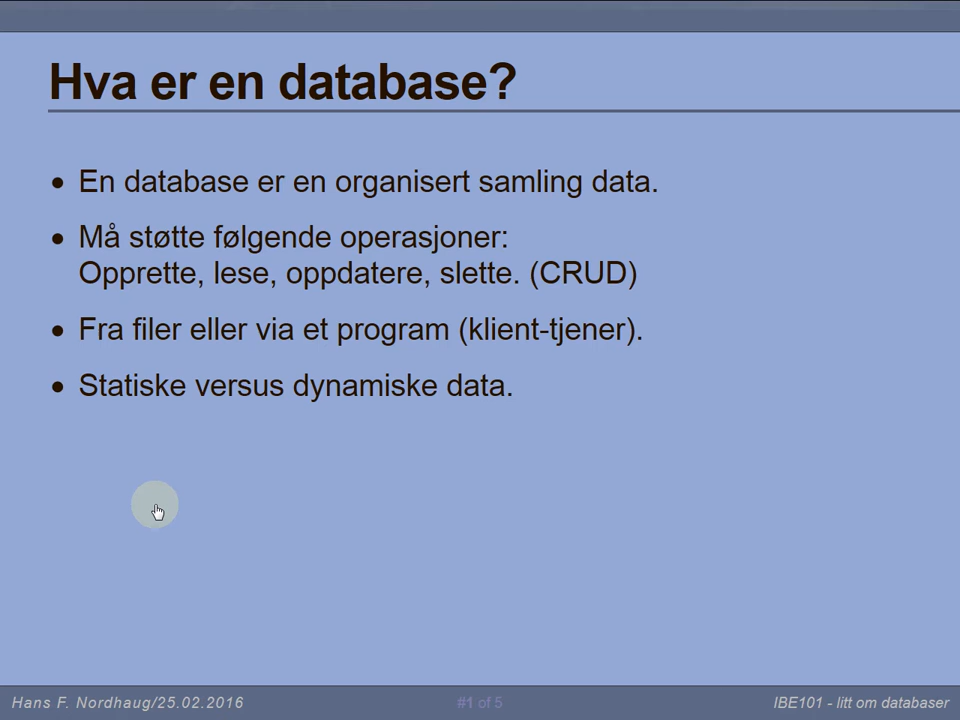 Hva er en database?
• En database er en organisert samling data.
• Må støtte følgende operasjoner:
Opprette, lese, oppdatere, slette. (CRUD)
• Fra filer eller via et program (klient-tjener).
• Statiske versus dynamiske data.
Hans F. Nordhaug/25.02.2016
#1 of 5
IBE101 - litt om databaser